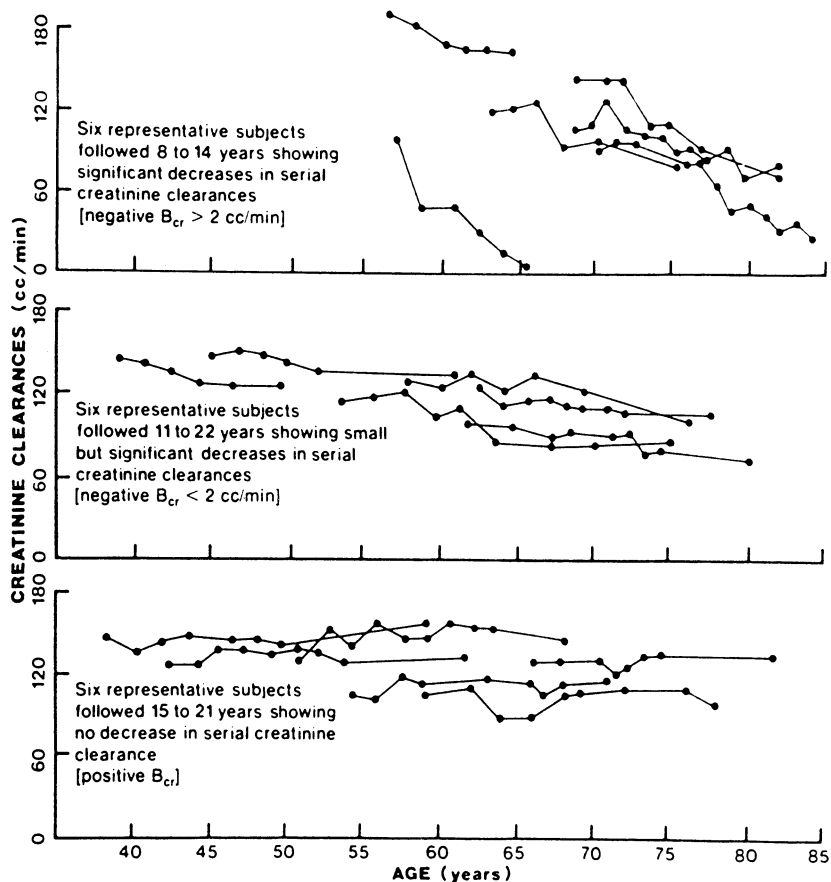 CREATININE CLEARANCES (cc/min)
180
120
60
0
Six representative subjects
followed 8 to 14 years showing
significant decreases in serial
creatinine clearances
[negative Bcr > 2 cc/min]
180
120
60
0
Six representative subjects
followed 11 to 22 years showing small
but significant decreases in serial
creatinine clearances
[negative Bcr < 2 cc/min]
180
120
60
0
Six representative subjects
followed 15 to 21 years showing
no decrease in serial creatinine
clearance
[positive Bcr]
40 45 50 55 60 65 70 75 80 85
AGE (years)